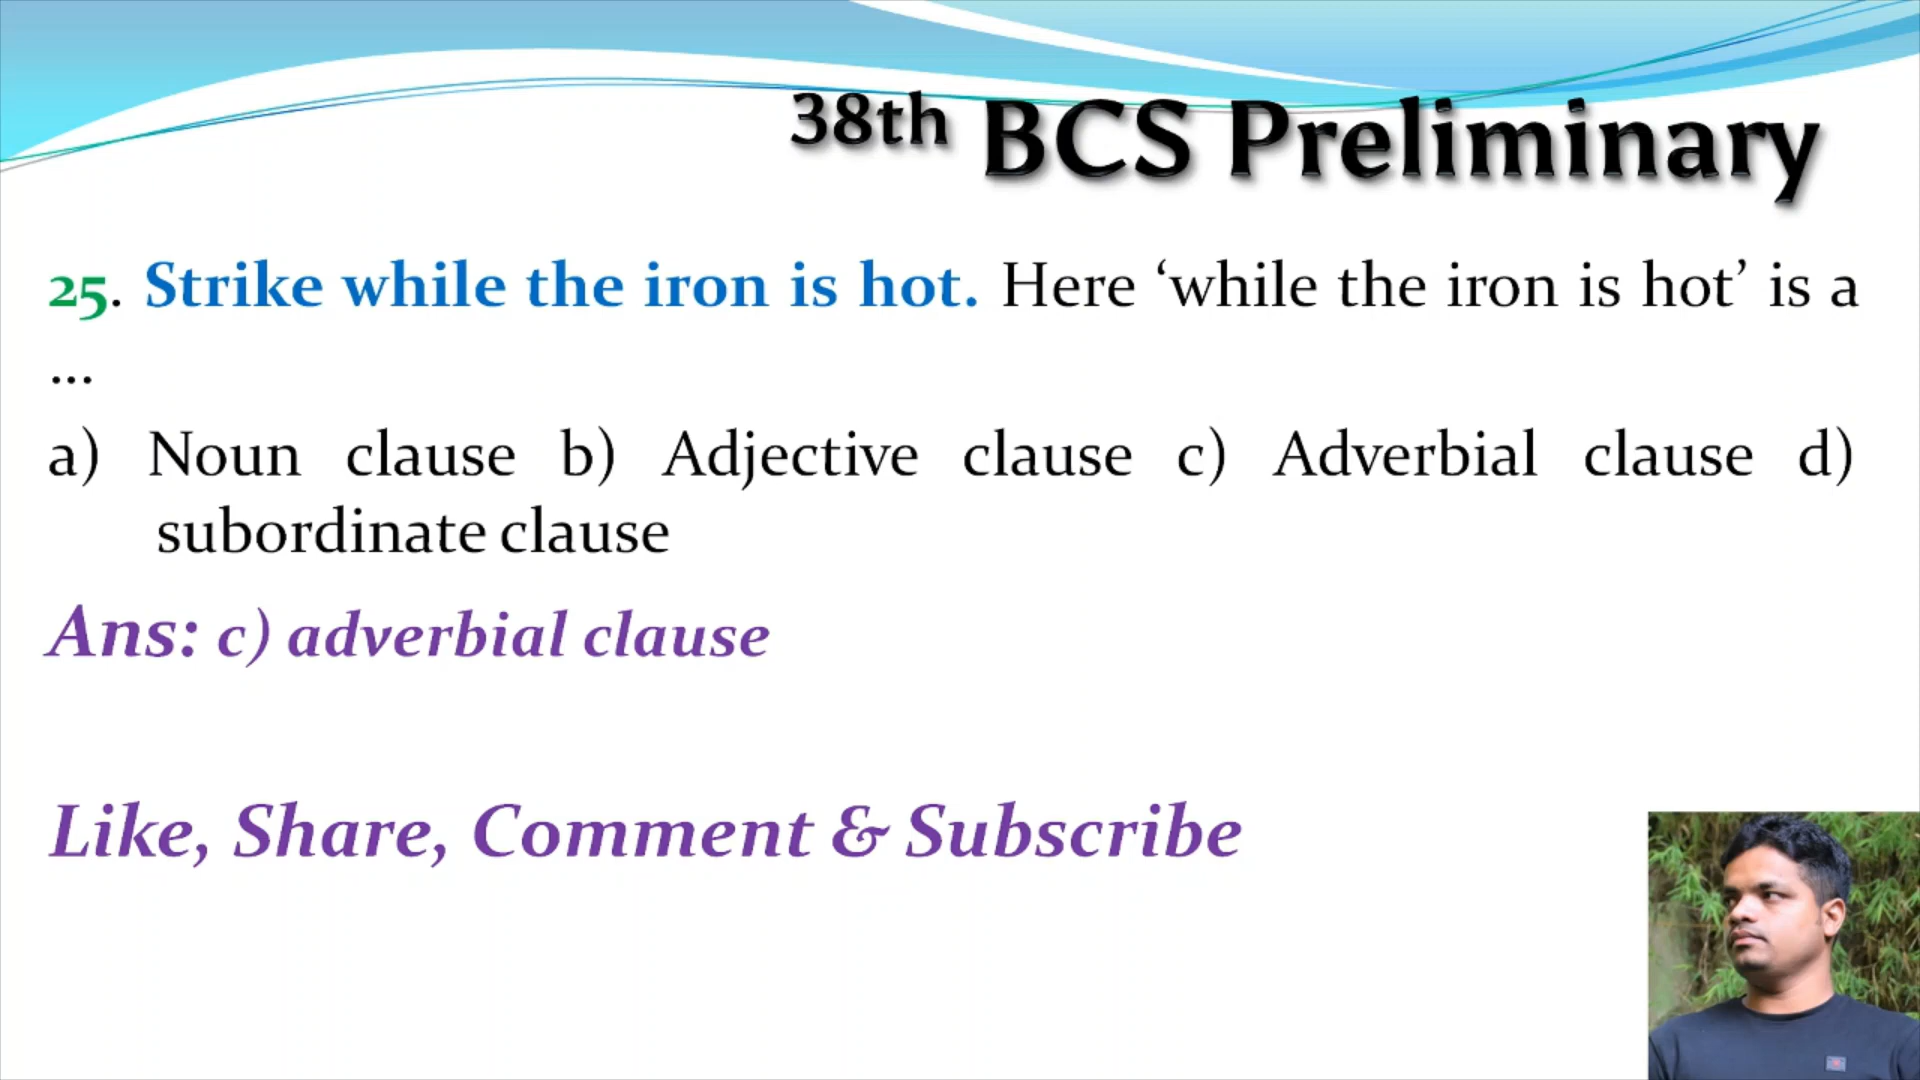 38th BCS Preliminary
25. Strike while the iron is hot. Here ‘while the iron is hot’ is a
...
a) Noun clause b) Adjective clause c) Adverbial clause d)
subordinate clause
Ans: c) adverbial clause
Like, Share, Comment & Subscribe